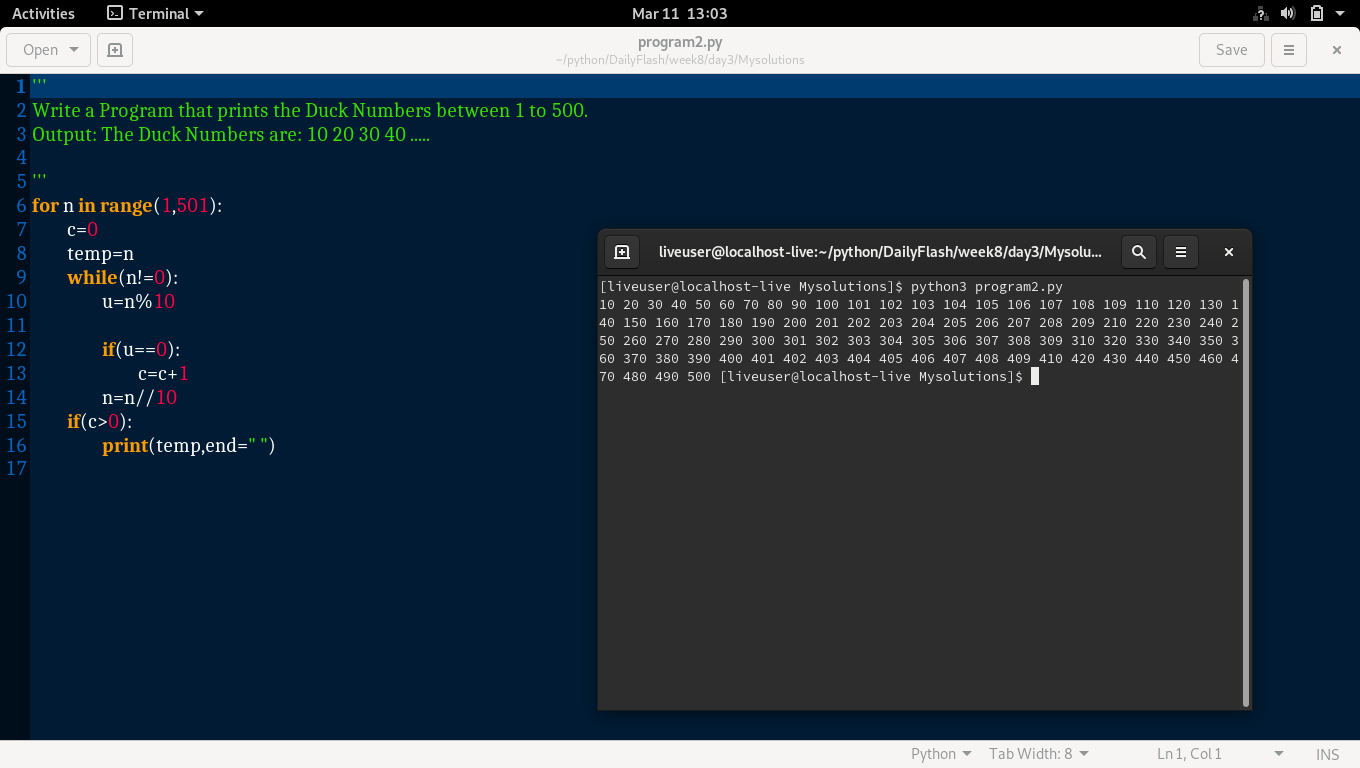 Activities Terminal Mar 11 13:03
Open program2.py Save
~/python/DailyFlash/week8/day3/Mysolutions
1 '''
2 Write a Program that prints the Duck Numbers between 1 to 500.
3 Output: The Duck Numbers are: 10 20 30 40 .....
4
5 '''
6 for n in range(1,501):
7 c=0
8 temp=n
9 while(n!=0):
10 u=n%10
11
12 if(u==0):
13 c=c+1
14 n=n//10
15 if(c>0):
16 print(temp,end=" ")
17
liveuser@localhost-live:~/python/DailyFlash/week8/day3/Mysolu...
[liveuser@localhost-live Mysolutions]$ python3 program2.py
10 20 30 40 50 60 70 80 90 100 101 102 103 104 105 106 107 108 109 110 120 130 1
40 150 160 170 180 190 200 201 202 203 204 205 206 207 208 209 210 220 230 240 2
50 260 270 280 290 300 301 302 303 304 305 306 307 308 309 310 320 330 340 350 3
60 370 380 390 400 401 402 403 404 405 406 407 408 409 410 420 430 440 450 460 4
70 480 490 500 [liveuser@localhost-live Mysolutions]$
Python Tab Width: 8 Ln 1, Col 1 INS